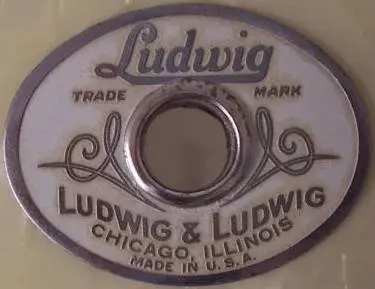 Ludwig
TRADE MARK
LUDWIG & LUDWIG
CHICAGO, ILLINOIS
MADE IN U.S.A.